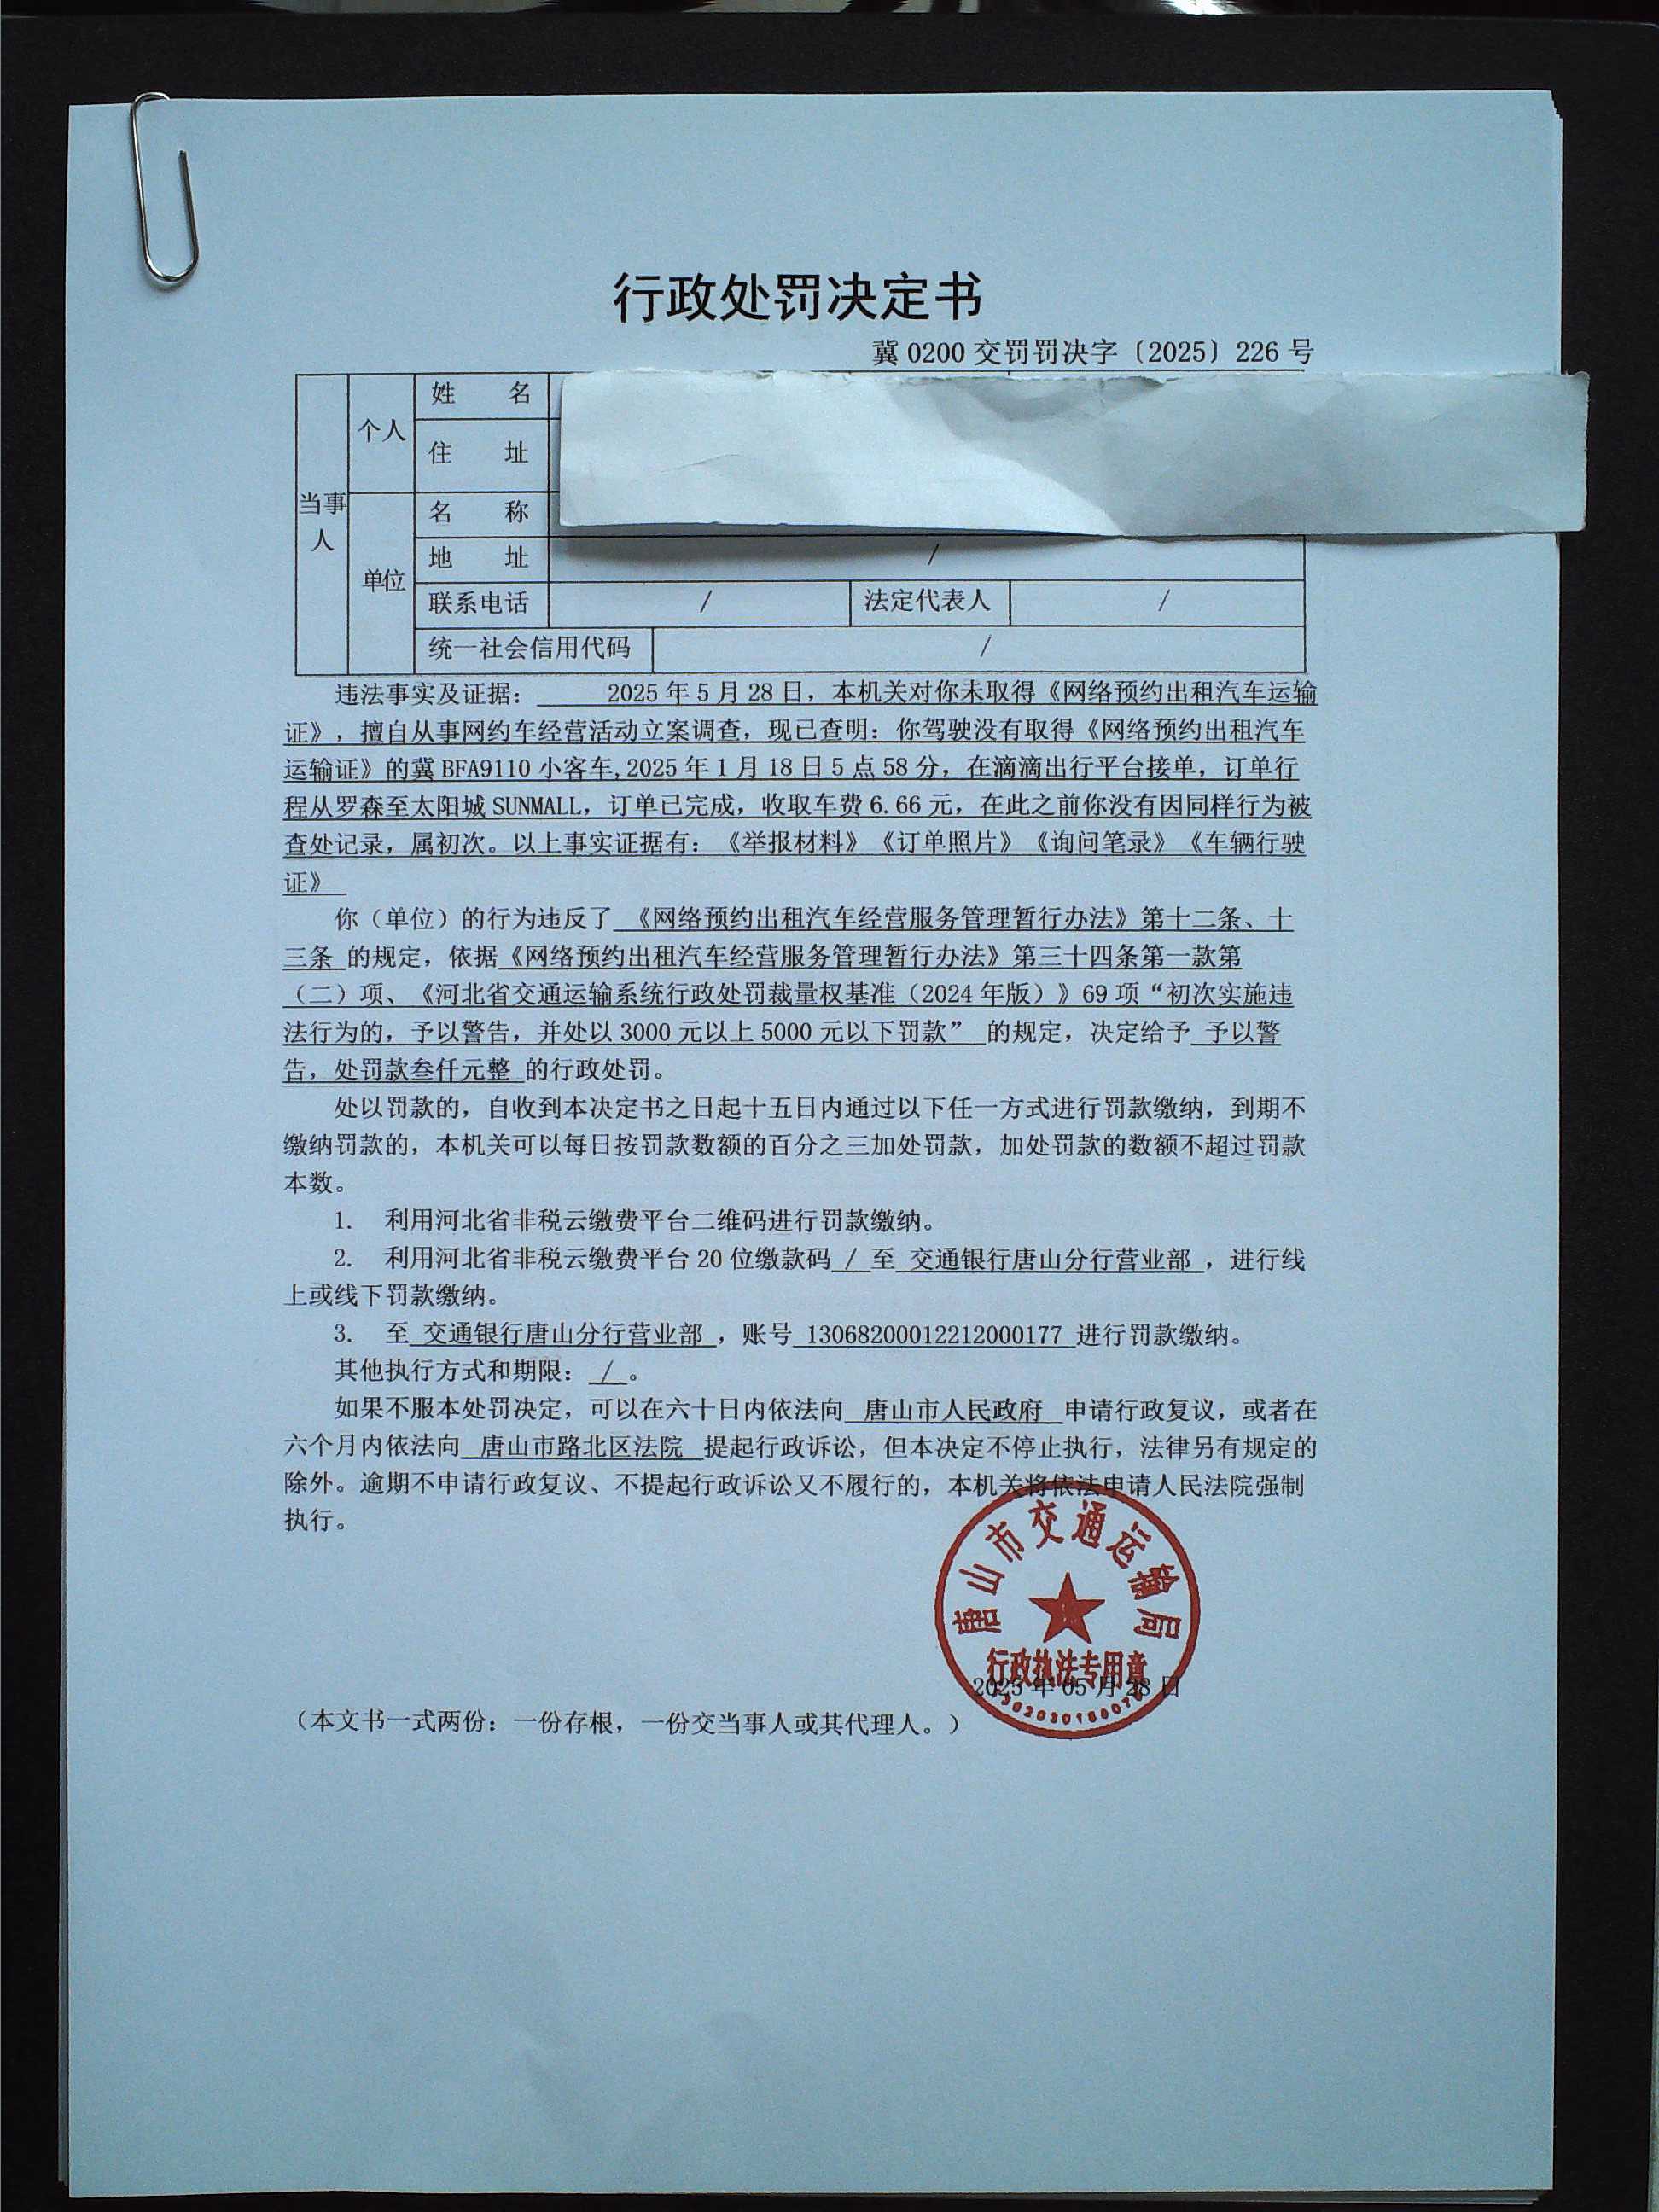 行政处罚决定书
冀 0200 交罚罚决字〔2025〕226 号
当事人
个人
姓 名
住 址
单位
名 称
地 址 /
联系电话 / 法定代表人 /
统一社会信用代码 /
违法事实及证据： 2025 年 5 月 28 日，本机关对你未取得《网络预约出租汽车运输
证》，擅自从事网约车经营活动立案调查，现已查明：你驾驶没有取得《网络预约出租汽车
运输证》的冀 BFA9110 小客车,2025 年 1 月 18 日 5 点 58 分，在滴滴出行平台接单，订单行
程从罗森至太阳城 SUNMALL，订单已完成，收取车费 6.66 元，在此之前你没有因同样行为被
查处记录，属初次。以上事实证据有：《举报材料》《订单照片》《询问笔录》《车辆行驶
证》
你（单位）的行为违反了 《网络预约出租汽车经营服务管理暂行办法》第十二条、十
三条 的规定，依据《网络预约出租汽车经营服务管理暂行办法》第三十四条第一款第
（二）项、《河北省交通运输系统行政处罚裁量权基准（2024 年版）》69 项“初次实施违
法行为的，予以警告，并处以 3000 元以上 5000 元以下罚款” 的规定，决定给予 予以警
告，处罚款叁仟元整 的行政处罚。
处以罚款的，自收到本决定书之日起十五日内通过以下任一方式进行罚款缴纳，到期不
缴纳罚款的，本机关可以每日按罚款数额的百分之三加处罚款，加处罚款的数额不超过罚款
本数。
1. 利用河北省非税云缴费平台二维码进行罚款缴纳。
2. 利用河北省非税云缴费平台 20 位缴款码 / 至 交通银行唐山分行营业部 ，进行线
上或线下罚款缴纳。
3. 至 交通银行唐山分行营业部 ，账号 13068200012212000177 进行罚款缴纳。
其他执行方式和期限： / 。
如果不服本处罚决定，可以在六十日内依法向 唐山市人民政府 申请行政复议，或者在
六个月内依法向 唐山市路北区法院 提起行政诉讼，但本决定不停止执行，法律另有规定的
除外。逾期不申请行政复议、不提起行政诉讼又不履行的，本机关将依法申请人民法院强制
执行。
唐山市交通运输局
行政执法专用章
2025 年 05 月 28 日
（本文书一式两份：一份存根，一份交当事人或其代理人。）